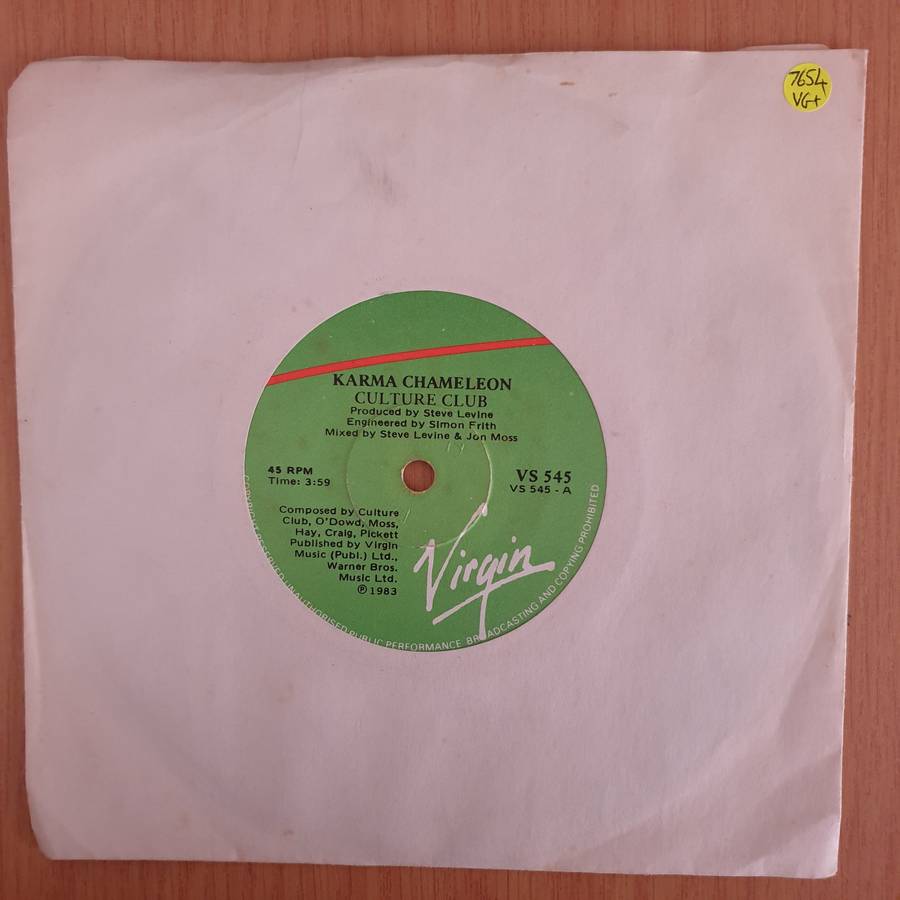 7654
VG+
KARMA CHAMELEON
CULTURE CLUB
Produced by Steve Levine
Engineered by Simon Frith
Mixed by Steve Levine & Jon Moss
45 RPM
Time: 3:59
VS 545
VS 545 - A
Composed by Culture
Club, O'Dowd, Moss,
Hay, Craig, Pickett
Published by Virgin
Music (Publ.) Ltd.,
Warner Bros.
Music Ltd.
℗ 1983
Virgin
COPYRIGHT RESERVED UNAUTHORISED PUBLIC PERFORMANCE BROADCASTING AND COPYING PROHIBITED